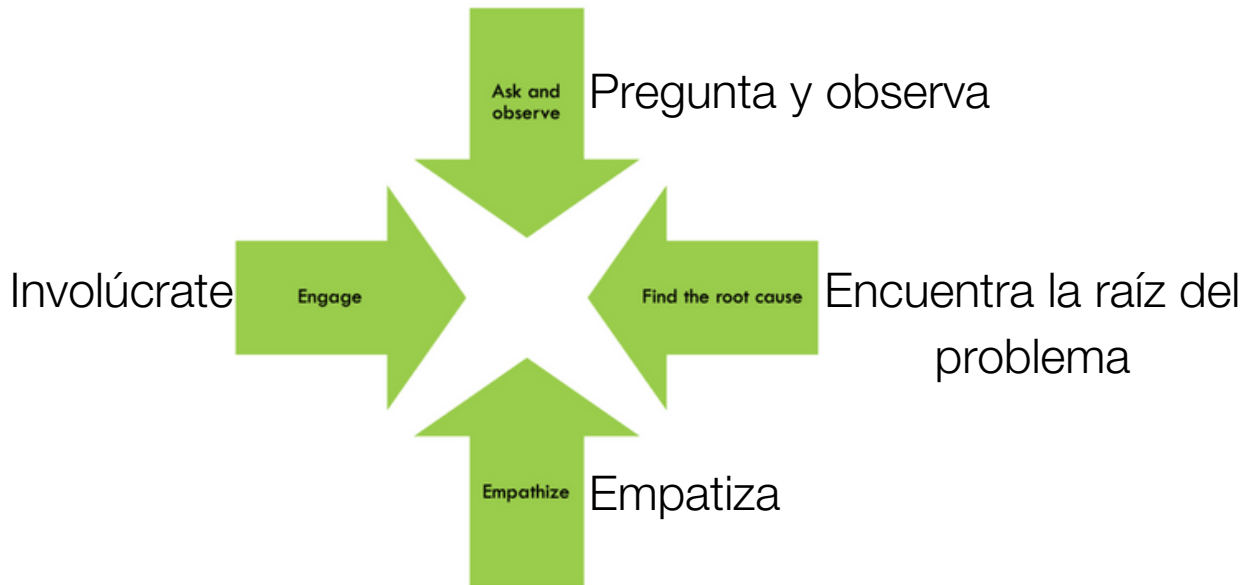 Ask and
observe
Pregunta y observa
Involúcrate
Engage
Find the root cause
Encuentra la raíz del
problema
Empathize
Empatiza